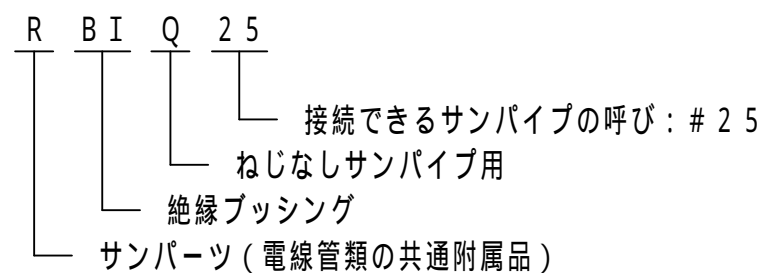 R BI Q 25
接続できるサンパイプの呼び:#25
ねじなしサンパイプ用
絶縁ブッシング
サンパーツ(電線管類の共通附属品)